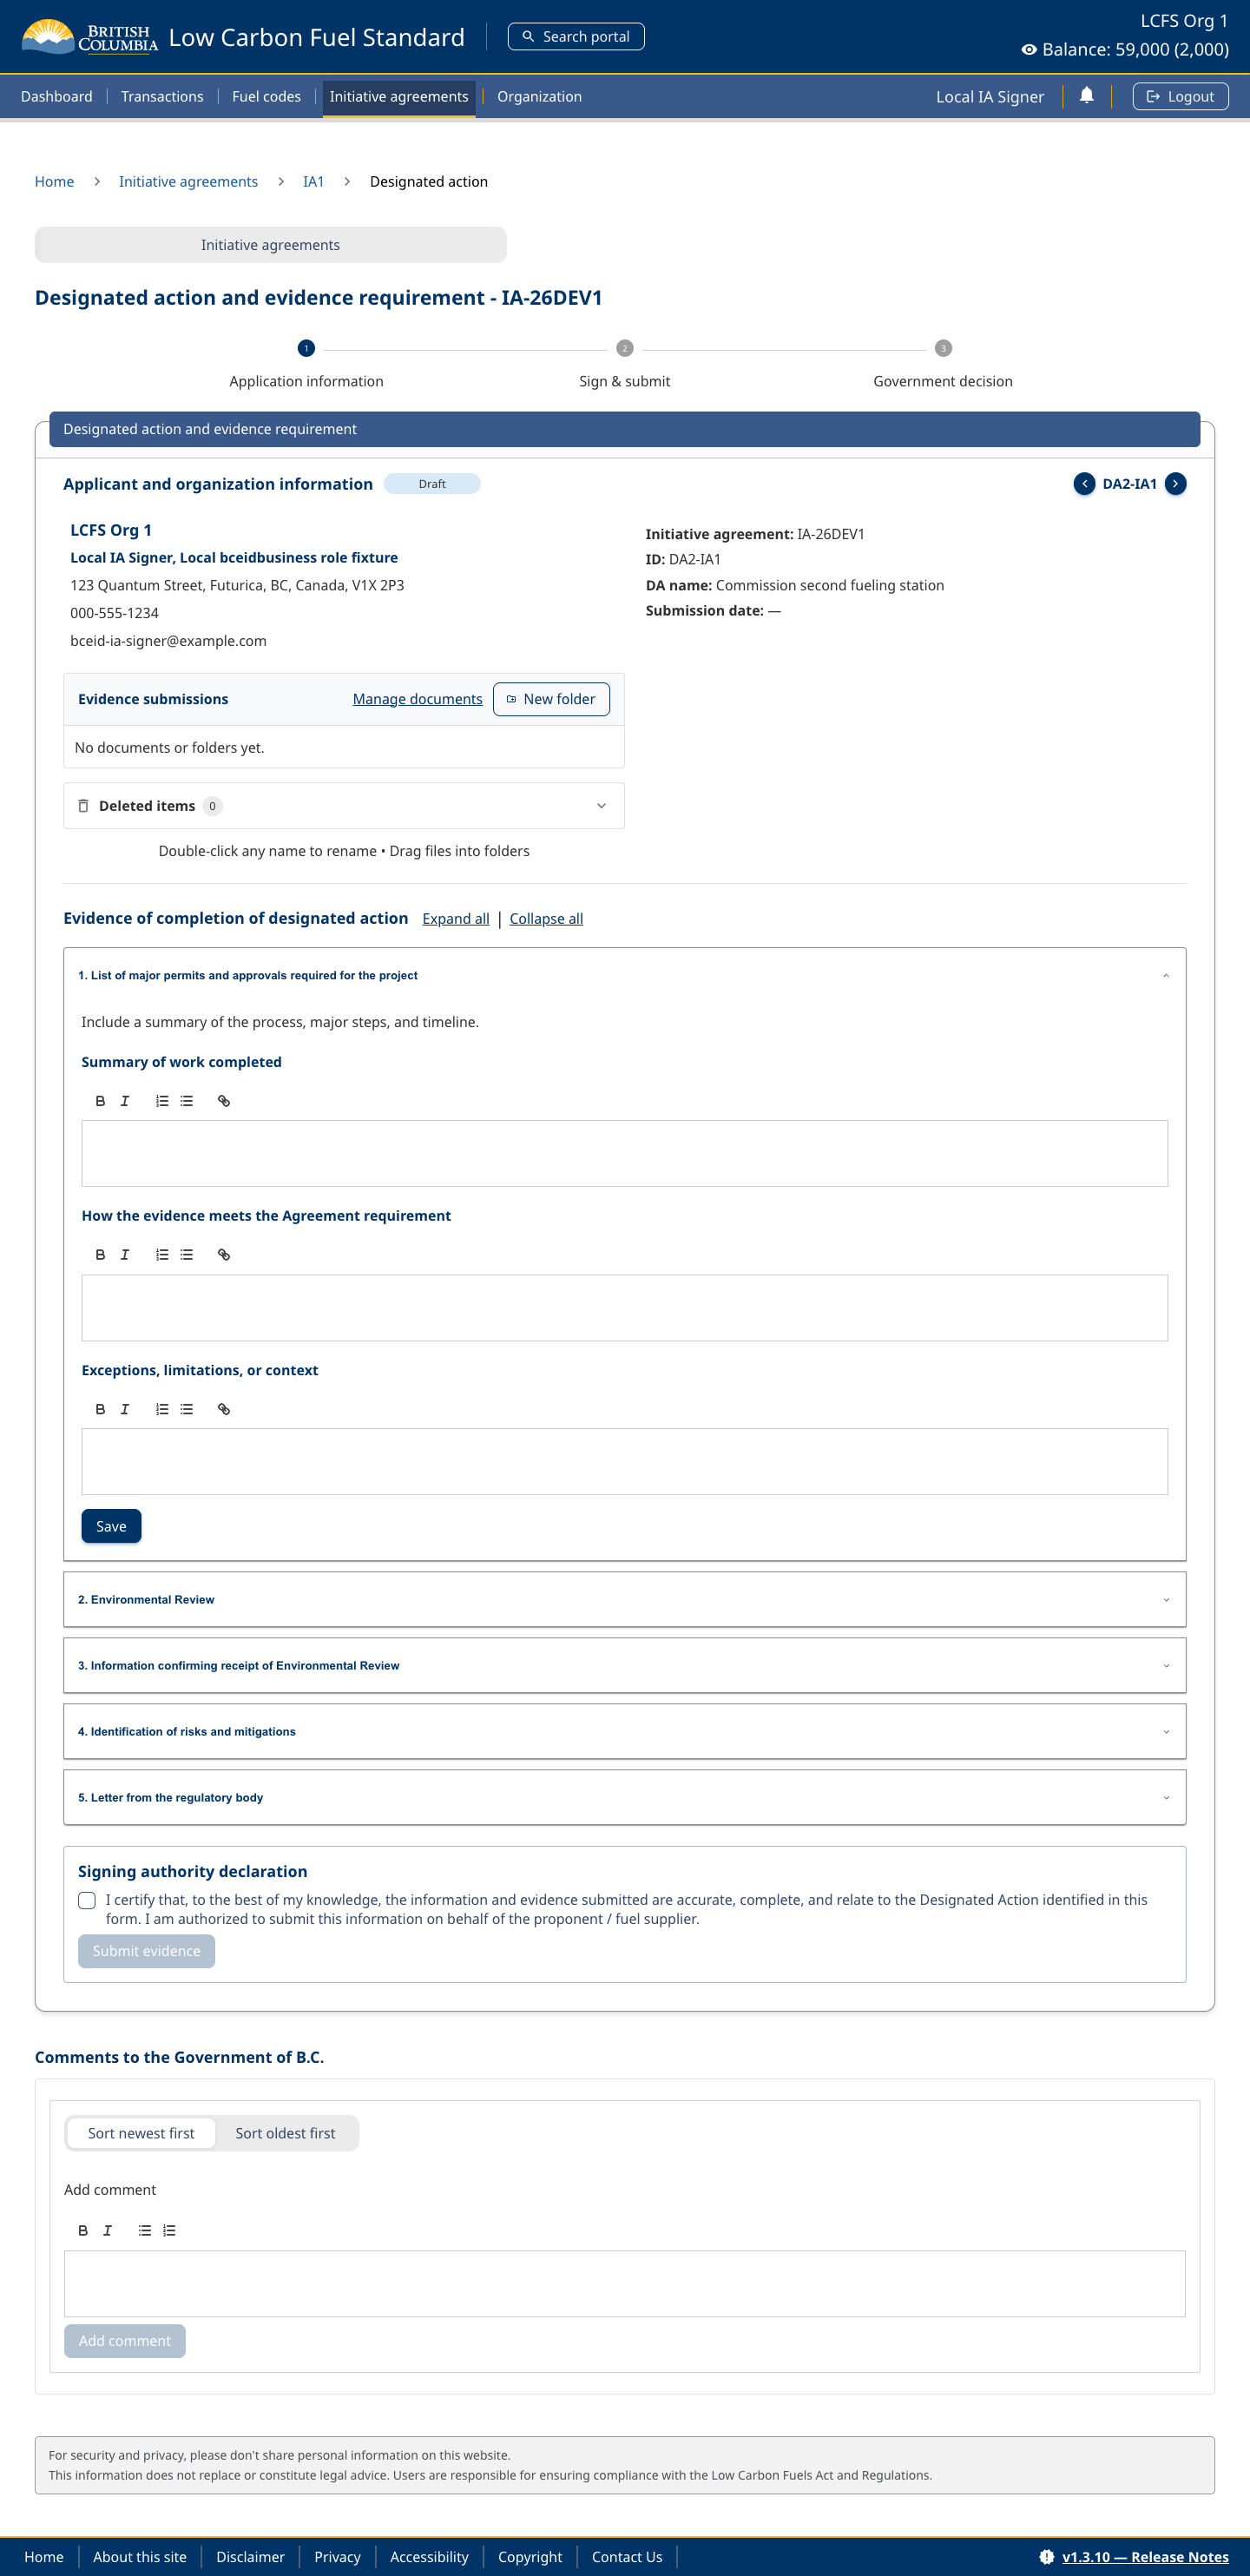 BRITISH
COLUMBIA
Low Carbon Fuel Standard
Search portal
LCFS Org 1
Balance: 59,000 (2,000)
Dashboard
Transactions
Fuel codes
Initiative agreements
Organization
Local IA Signer
Logout
Home
Initiative agreements
IA1
Designated action
Initiative agreements
Designated action and evidence requirement - IA-26DEV1
1
2
3
Application information
Sign & submit
Government decision
Designated action and evidence requirement
Applicant and organization information
Draft
DA2-IA1
LCFS Org 1
Local IA Signer, Local bceidbusiness role fixture
123 Quantum Street, Futurica, BC, Canada, V1X 2P3
000-555-1234
bceid-ia-signer@example.com
Initiative agreement: IA-26DEV1
ID: DA2-IA1
DA name: Commission second fueling station
Submission date: —
Evidence submissions
Manage documents
New folder
No documents or folders yet.
Deleted items 0
Double-click any name to rename • Drag files into folders
Evidence of completion of designated action
Expand all | Collapse all
1. List of major permits and approvals required for the project
Include a summary of the process, major steps, and timeline.
Summary of work completed
How the evidence meets the Agreement requirement
Exceptions, limitations, or context
Save
2. Environmental Review
3. Information confirming receipt of Environmental Review
4. Identification of risks and mitigations
5. Letter from the regulatory body
Signing authority declaration
I certify that, to the best of my knowledge, the information and evidence submitted are accurate, complete, and relate to the Designated Action identified in this
form. I am authorized to submit this information on behalf of the proponent / fuel supplier.
Submit evidence
Comments to the Government of B.C.
Sort newest first
Sort oldest first
Add comment
Add comment
For security and privacy, please don't share personal information on this website.
This information does not replace or constitute legal advice. Users are responsible for ensuring compliance with the Low Carbon Fuels Act and Regulations.
Home
About this site
Disclaimer
Privacy
Accessibility
Copyright
Contact Us
v1.3.10 — Release Notes